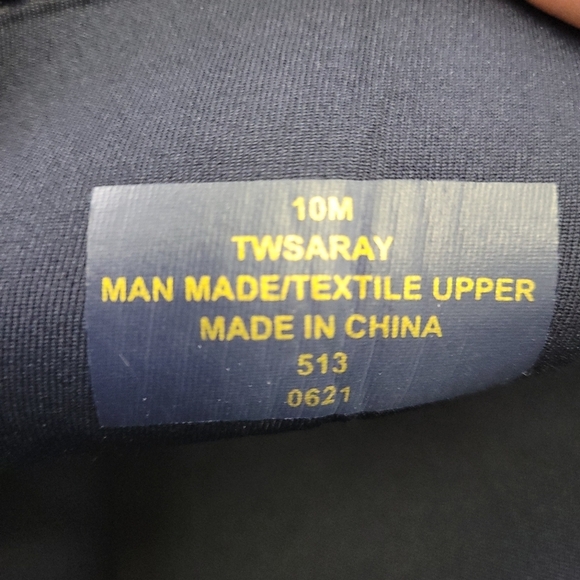 10M
TWSARAY
MAN MADE/TEXTILE UPPER
MADE IN CHINA
513
0621